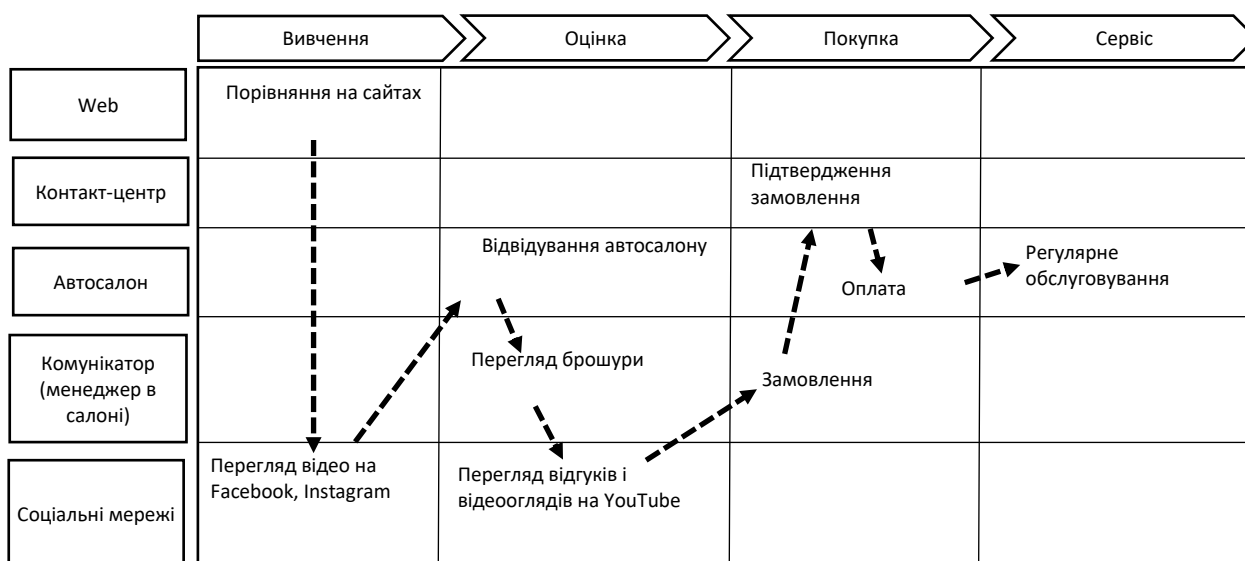 Вивчення
Оцінка
Покупка
Сервіс
Web
Порівняння на сайтах
Контакт-центр
Підтвердження
замовлення
Автосалон
Відвідування автосалону
Оплата
Регулярне
обслуговування
Комунікатор
(менеджер в
салоні)
Перегляд брошури
Замовлення
Соціальні мережі
Перегляд відео на
Facebook, Instagram
Перегляд відгуків і
відеооглядів на YouTube